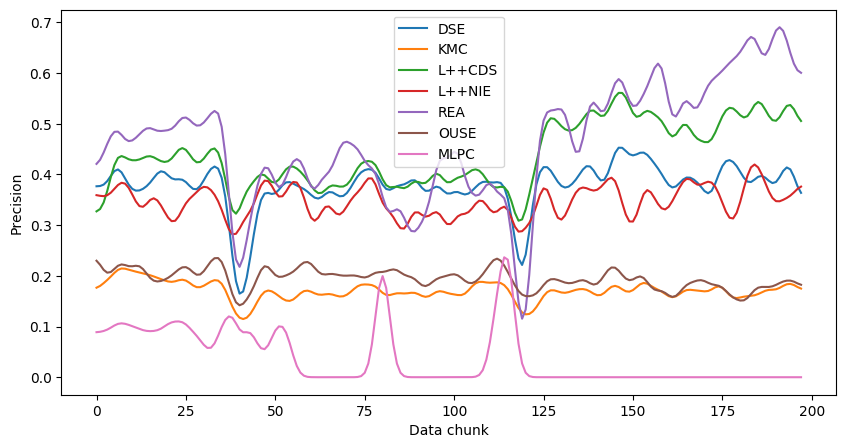 DSE
KMC
L++CDS
L++NIE
REA
OUSE
MLPC
Precision
0.7
0.6
0.5
0.4
0.3
0.2
0.1
0.0
0 25 50 75 100 125 150 175 200
Data chunk